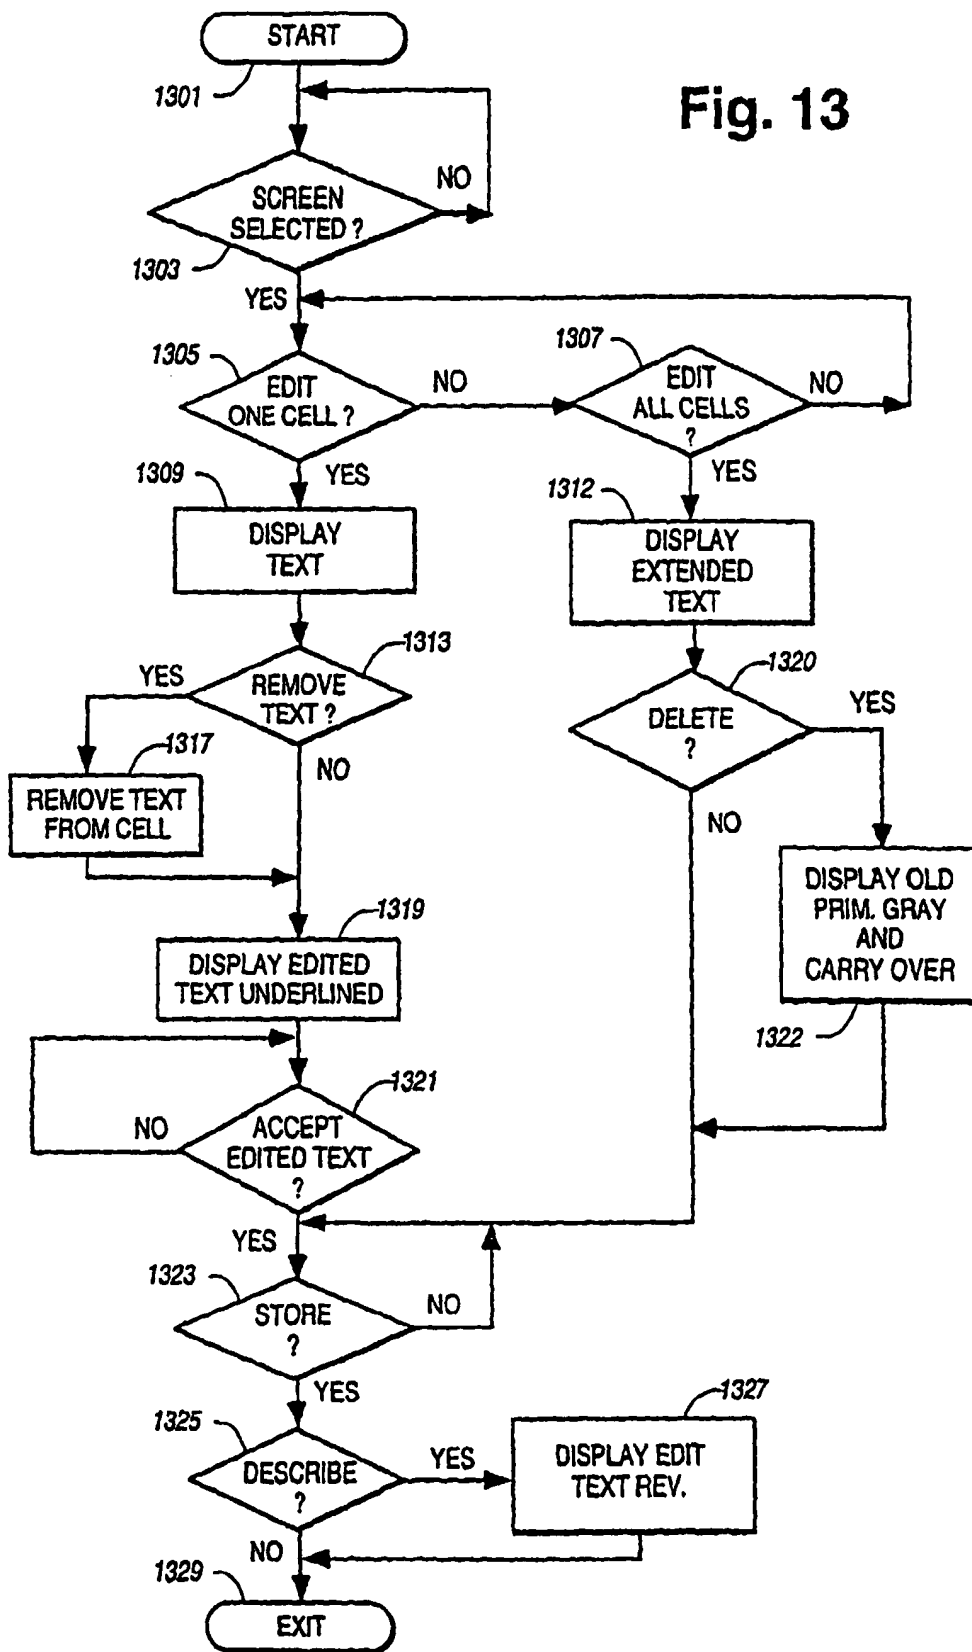 START
1301
Fig. 13
NO
SCREEN
SELECTED ?
1303
YES
1305
EDIT
ONE CELL ?
NO
1307
EDIT
ALL CELLS
?
NO
YES
1309
DISPLAY
TEXT
YES
1312
DISPLAY
EXTENDED
TEXT
1313
YES
REMOVE
TEXT ?
NO
1320
DELETE
?
YES
NO
1317
REMOVE TEXT
FROM CELL
DISPLAY OLD
PRIM. GRAY
AND
CARRY OVER
1322
1319
DISPLAY EDITED
TEXT UNDERLINED
1321
NO
ACCEPT
EDITED TEXT
?
YES
1323
STORE
?
NO
YES
1325
DESCRIBE
?
YES
1327
DISPLAY EDIT
TEXT REV.
NO
1329
EXIT